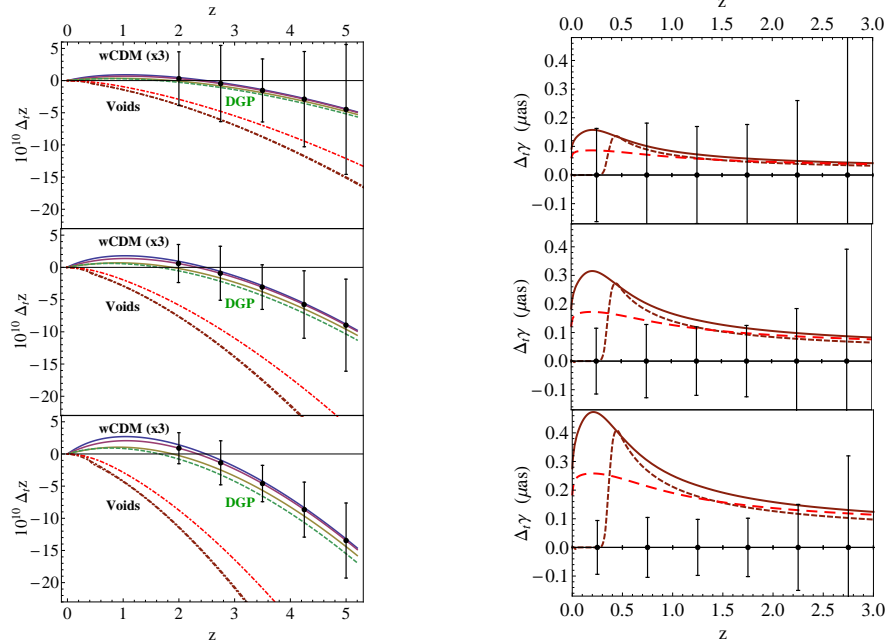 z
0 1 2 3 4 5
5
0
−5
−10
−15
−20
10^10 Δ_t z
wCDM (x3)
DGP
Voids
5
0
−5
−10
−15
−20
10^10 Δ_t z
wCDM (x3)
DGP
Voids
5
0
−5
−10
−15
−20
10^10 Δ_t z
wCDM (x3)
DGP
Voids
0 1 2 3 4 5
z
z
0.0 0.5 1.0 1.5 2.0 2.5 3.0
0.4
0.3
0.2
0.1
0.0
−0.1
Δ_t γ (μas)
0.4
0.3
0.2
0.1
0.0
−0.1
Δ_t γ (μas)
0.4
0.3
0.2
0.1
0.0
−0.1
Δ_t γ (μas)
0.0 0.5 1.0 1.5 2.0 2.5 3.0
z